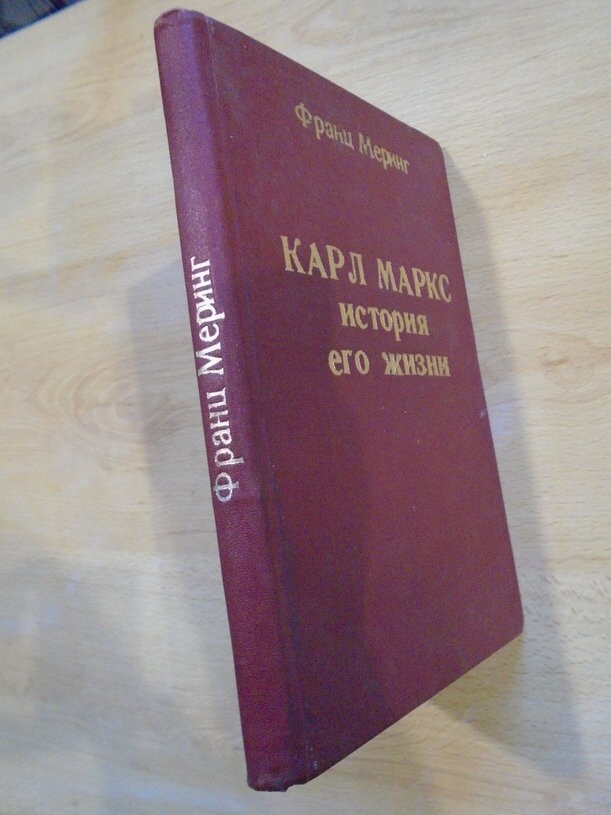 Франц Меринг
КАРЛ МАРКС
история
его жизни
Франц Меринг